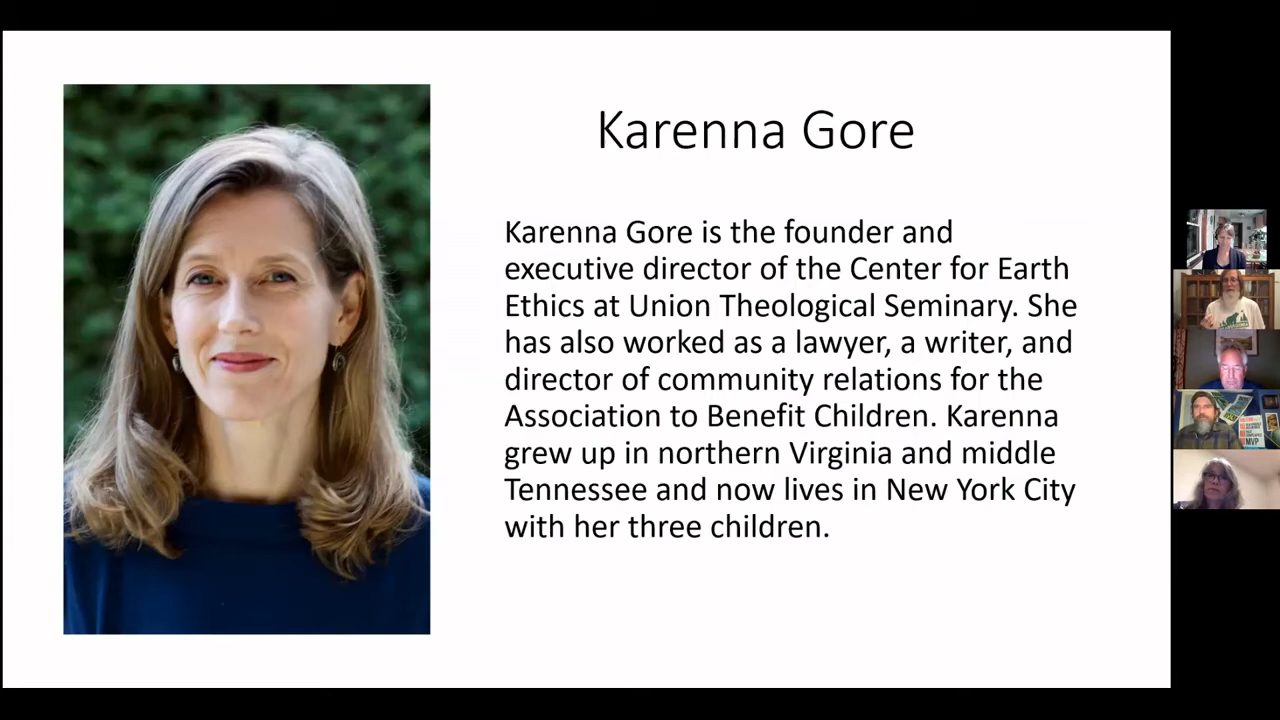 Karenna Gore
Karenna Gore is the founder and
executive director of the Center for Earth
Ethics at Union Theological Seminary. She
has also worked as a lawyer, a writer, and
director of community relations for the
Association to Benefit Children. Karenna
grew up in northern Virginia and middle
Tennessee and now lives in New York City
with her three children.
MVP